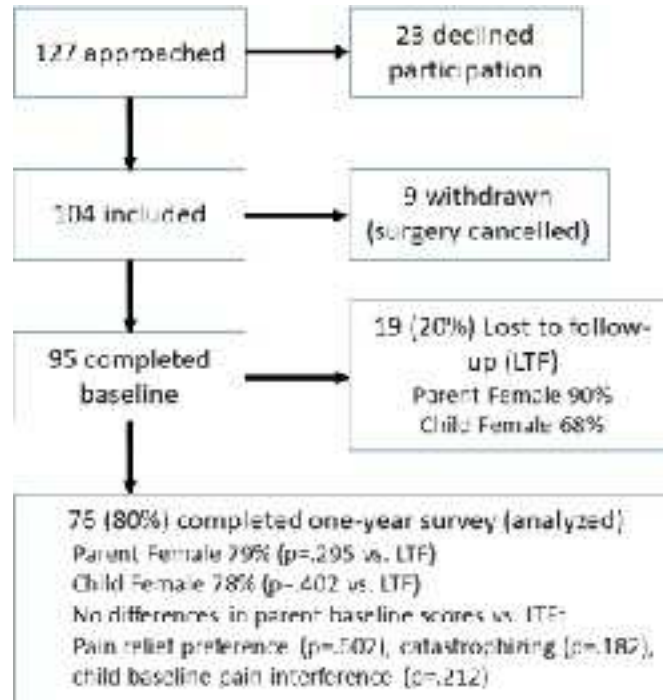 127 approached
23 declined
participation
104 included
9 withdrawn
(surgery cancelled)
95 completed
baseline
19 (20%) Lost to follow-
up (LTF)
Parent Female 90%
Child Female 68%
76 (80%) completed one-year survey (analyzed)
Parent Female 79% (p=.295 vs. LTF)
Child Female 78% (p=.402 vs. LTF)
No differences in parent baseline scores vs. LTF:
Pain relief preference (p=.502), catastrophizing (p=.182),
child baseline pain interference (p=.212)